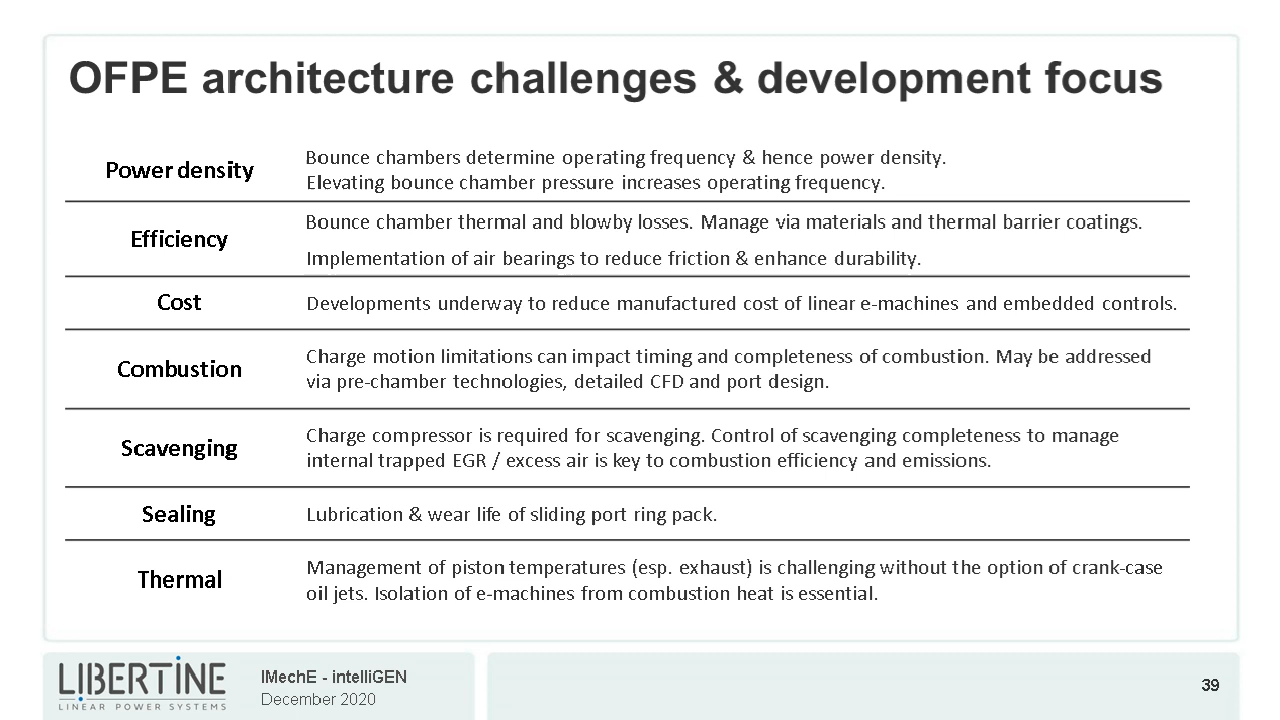 OFPE architecture challenges & development focus
Power density
Bounce chambers determine operating frequency & hence power density.
Elevating bounce chamber pressure increases operating frequency.
Efficiency
Bounce chamber thermal and blowby losses. Manage via materials and thermal barrier coatings.
Implementation of air bearings to reduce friction & enhance durability.
Cost
Developments underway to reduce manufactured cost of linear e-machines and embedded controls.
Combustion
Charge motion limitations can impact timing and completeness of combustion. May be addressed
via pre-chamber technologies, detailed CFD and port design.
Scavenging
Charge compressor is required for scavenging. Control of scavenging completeness to manage
internal trapped EGR / excess air is key to combustion efficiency and emissions.
Sealing
Lubrication & wear life of sliding port ring pack.
Thermal
Management of piston temperatures (esp. exhaust) is challenging without the option of crank-case
oil jets. Isolation of e-machines from combustion heat is essential.
LIBERTINE
LINEAR POWER SYSTEMS
IMechE - intelliGEN
December 2020
39